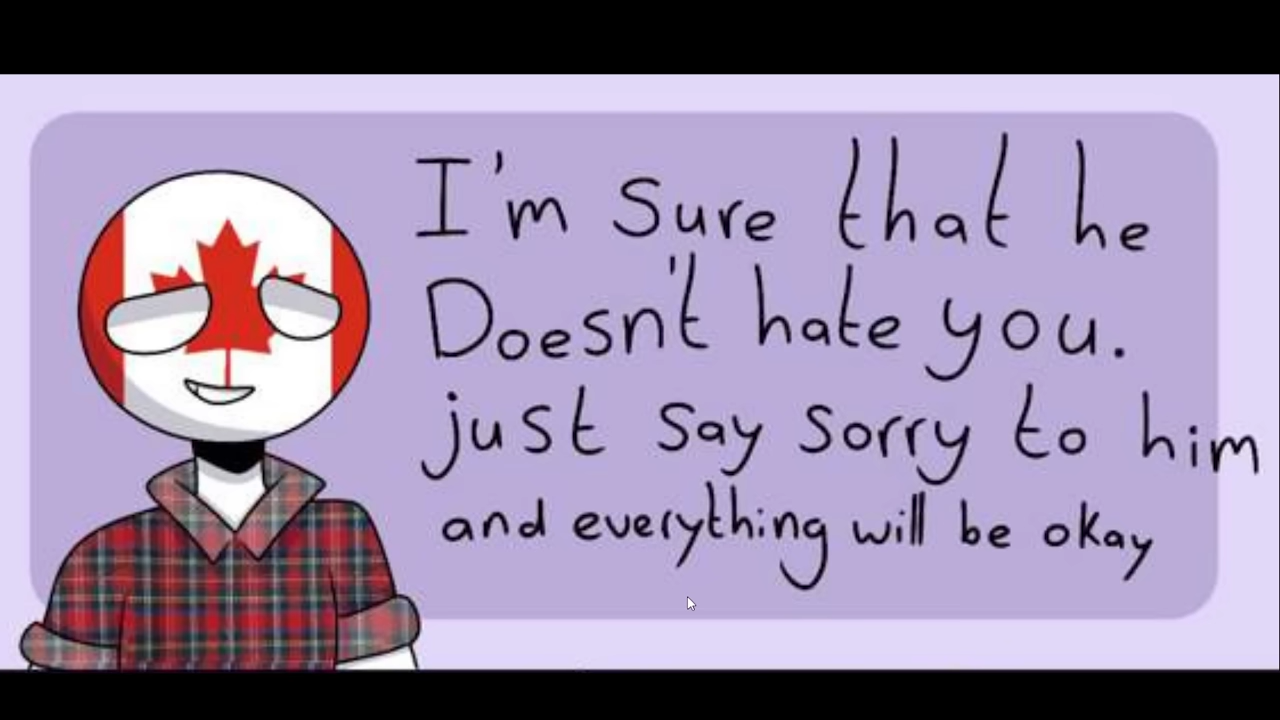 I'm Sure that he
Doesn't hate you.
just say sorry to him
and everything will be okay